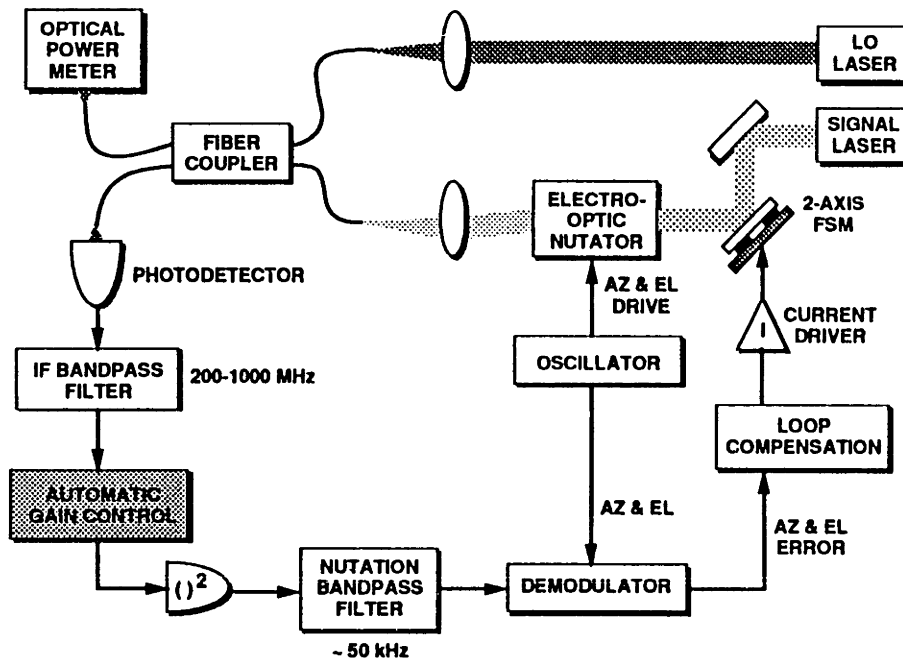 OPTICAL
POWER
METER
LO
LASER
FIBER
COUPLER
SIGNAL
LASER
ELECTRO-
OPTIC
NUTATOR
2-AXIS
FSM
PHOTODETECTOR
AZ & EL
DRIVE
CURRENT
DRIVER
I
IF BANDPASS
FILTER
200-1000 MHz
OSCILLATOR
LOOP
COMPENSATION
AUTOMATIC
GAIN CONTROL
AZ & EL
AZ & EL
ERROR
( )²
NUTATION
BANDPASS
FILTER
DEMODULATOR
~ 50 kHz